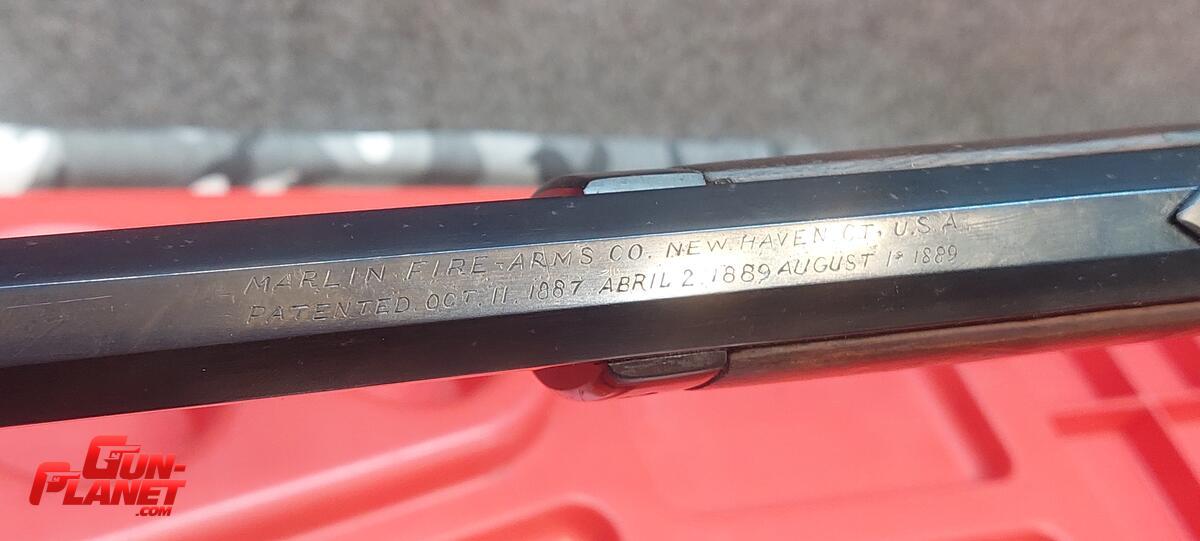 MARLIN FIRE-ARMS CO. NEW. HAVEN. CT. U.S.A.
PATENTED. OCT. 11. 1887 ABRIL 2. 1889 AUGUST 1ˢ 1889
GUN-
PLANET
.COM